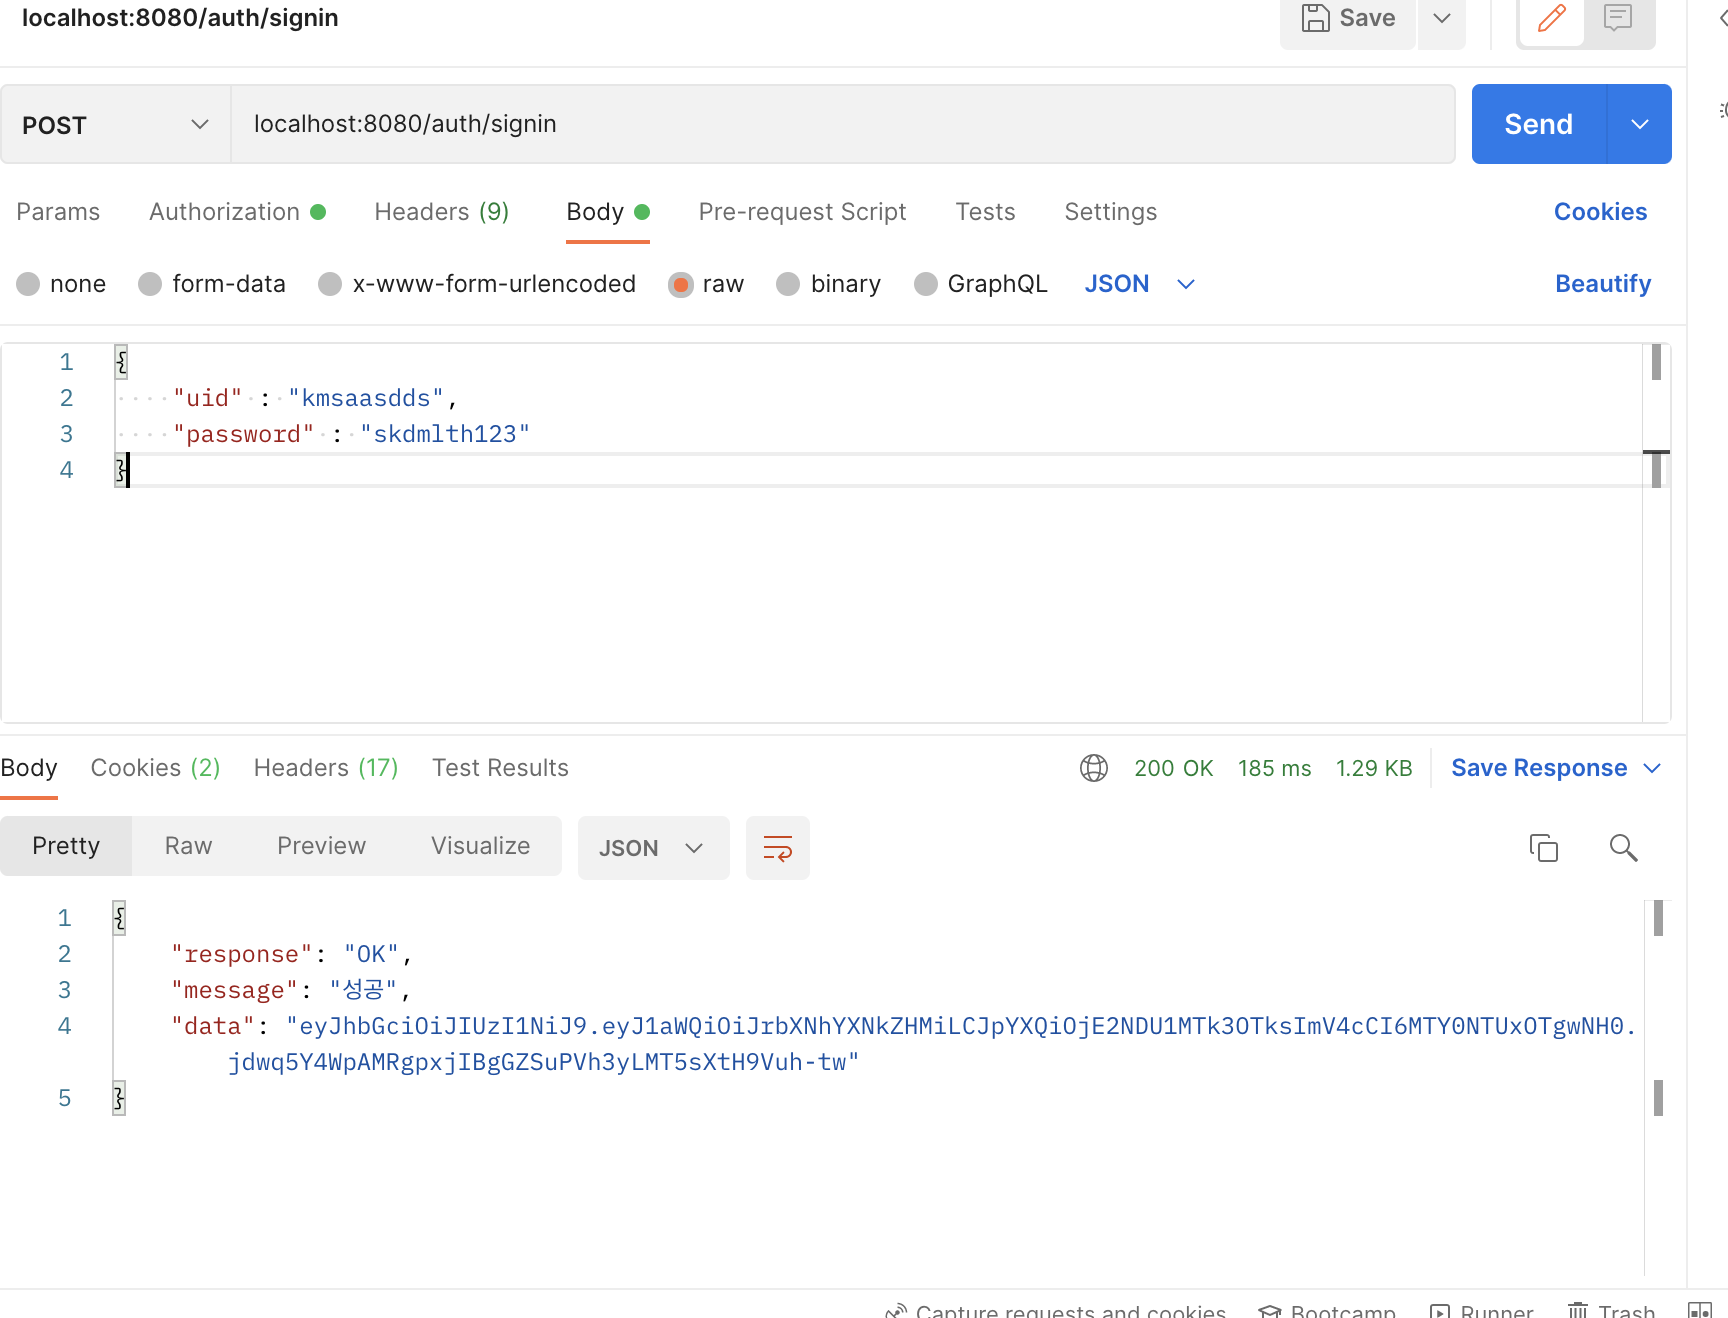 localhost:8080/auth/signin
Save
POST
localhost:8080/auth/signin
Send
Params Authorization Headers (9) Body Pre-request Script Tests Settings Cookies
none form-data x-www-form-urlencoded raw binary GraphQL JSON Beautify
1 {
2 "uid" : "kmsaasdds",
3 "password" : "skdmlth123"
4 }
Body Cookies (2) Headers (17) Test Results 200 OK 185 ms 1.29 KB Save Response
Pretty Raw Preview Visualize JSON
1 {
2 "response": "OK",
3 "message": "성공",
4 "data": "eyJhbGciOiJIUzI1NiJ9.eyJ1aWQiOiJrbXNhYXNkZHMiLCJpYXQiOjE2NDU1MTk3OTksImV4cCI6MTY0NTUxOTgwNH0.
jdwq5Y4WpAMRgpxjIBgGZSuPVh3yLMT5sXtH9Vuh-tw"
5 }
Capture requests and cookies Bootcamp Runner Trash